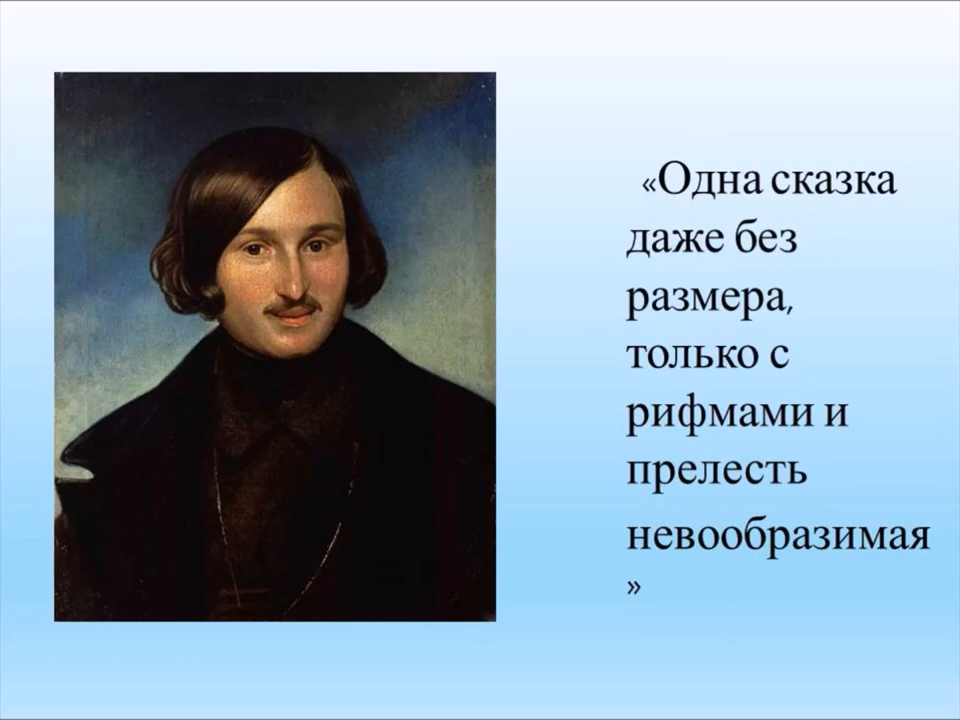 «Одна сказка
даже без
размера,
только с
рифмами и
прелесть
невообразимая
»